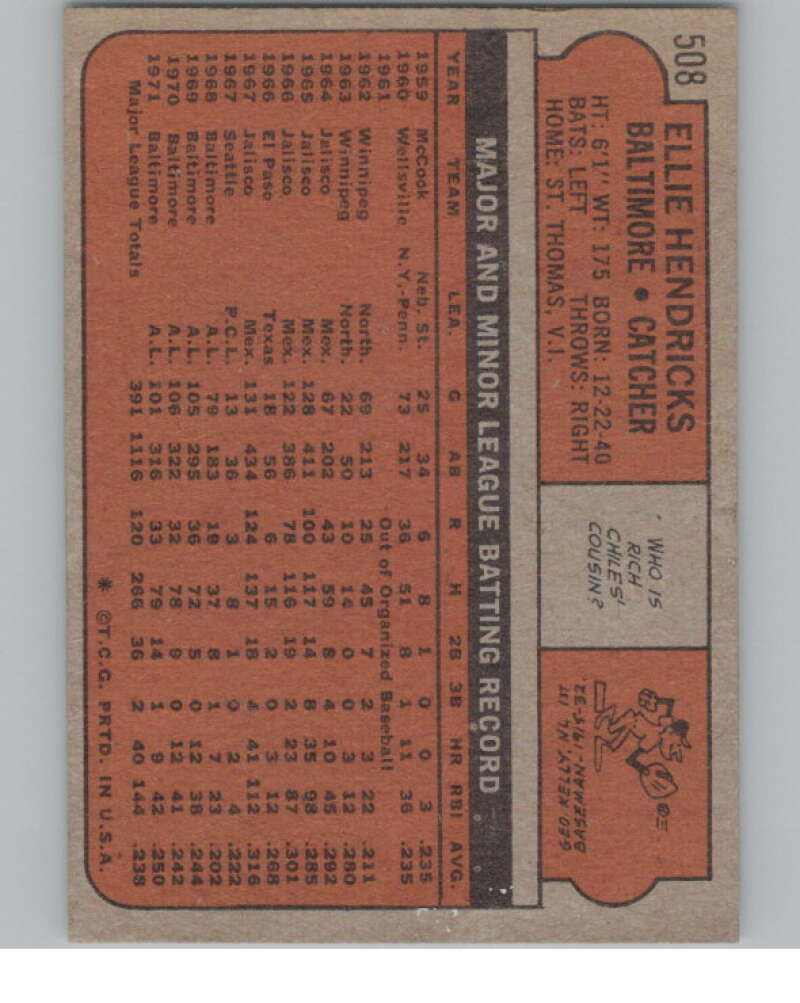 508
ELLIE HENDRICKS
BALTIMORE • CATCHER
HT: 6'1" WT: 175 BORN: 12-22-40
BATS: LEFT THROWS: RIGHT
HOME: ST. THOMAS, V.I.
WHO IS
RICH
CHILES'
COUSIN?
GEO KELLY, N.L. 1ST
BASEMAN - 1915-32.
MAJOR AND MINOR LEAGUE BATTING RECORD
YEAR TEAM LEA. G AB R H 2B 3B HR RBI AVG.
1959 McCook Neb. St. 25 34 6 8 1 0 0 3 .235
1960 Wellsville N.Y.-Penn. 73 217 36 51 8 1 11 36 .235
1961 Out of Organized Baseball
1962 Winnipeg North. 69 213 25 45 7 2 3 22 .211
1963 Winnipeg North. 22 50 10 14 0 0 3 12 .280
1964 Jalisco Mex. 67 202 43 59 8 4 10 45 .292
1965 Jalisco Mex. 128 411 100 117 14 8 35 98 .285
1966 Jalisco Mex. 122 386 78 116 19 2 23 87 .301
1966 El Paso Texas 18 56 6 15 2 0 3 12 .268
1967 Jalisco Mex. 131 434 124 137 18 4 41 112 .316
1967 Seattle P.C.L. 13 36 3 8 1 0 2 4 .222
1968 Baltimore A.L. 79 183 19 37 8 1 7 23 .202
1969 Baltimore A.L. 105 295 36 72 5 0 12 38 .244
1970 Baltimore A.L. 106 322 32 78 9 0 12 41 .242
1971 Baltimore A.L. 101 316 33 79 14 1 9 42 .250
Major League Totals 391 1116 120 266 36 2 40 144 .238
* ©T.C.G. PRTD. IN U.S.A.